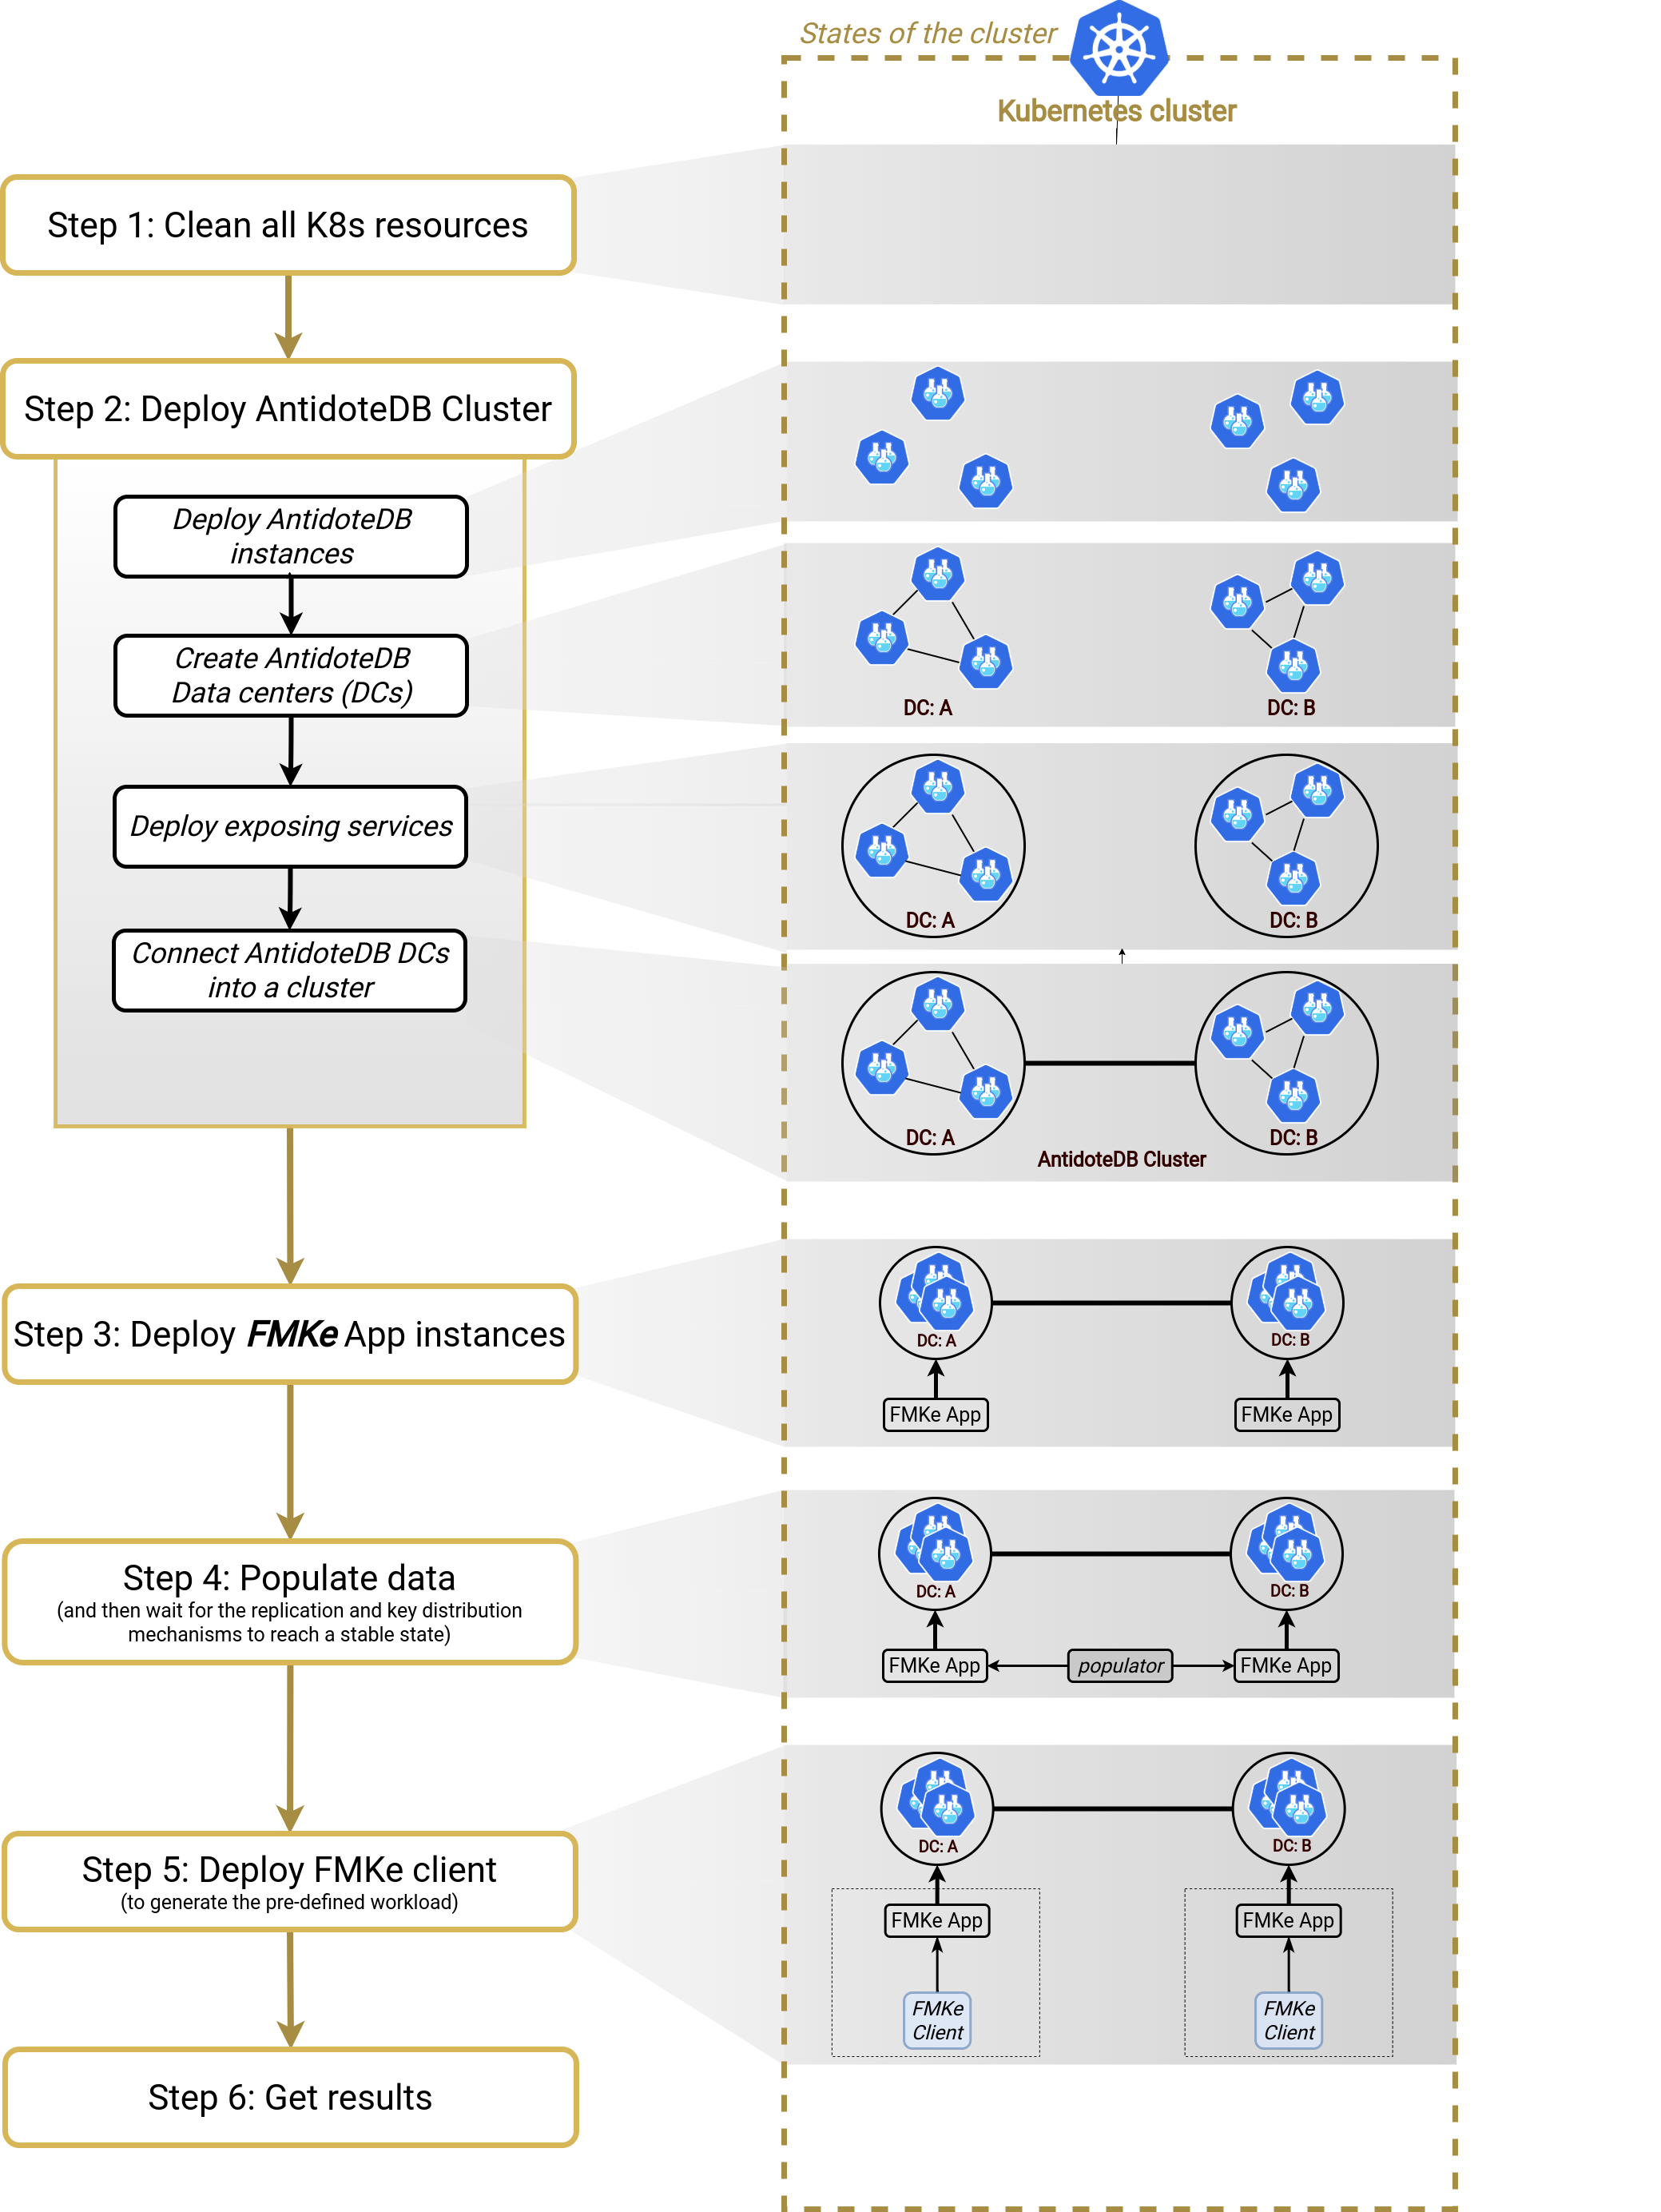 States of the cluster
Kubernetes cluster
Step 1: Clean all K8s resources
Step 2: Deploy AntidoteDB Cluster
Deploy AntidoteDB
instances
Create AntidoteDB
Data centers (DCs)
DC: A
DC: B
Deploy exposing services
DC: A
DC: B
Connect AntidoteDB DCs
into a cluster
DC: A
DC: B
AntidoteDB Cluster
Step 3: Deploy FMKe App instances
DC: A
DC: B
FMKe App
FMKe App
Step 4: Populate data
(and then wait for the replication and key distribution
mechanisms to reach a stable state)
DC: A
DC: B
FMKe App
populator
FMKe App
Step 5: Deploy FMKe client
(to generate the pre-defined workload)
DC: A
DC: B
FMKe App
FMKe App
FMKe
Client
FMKe
Client
Step 6: Get results